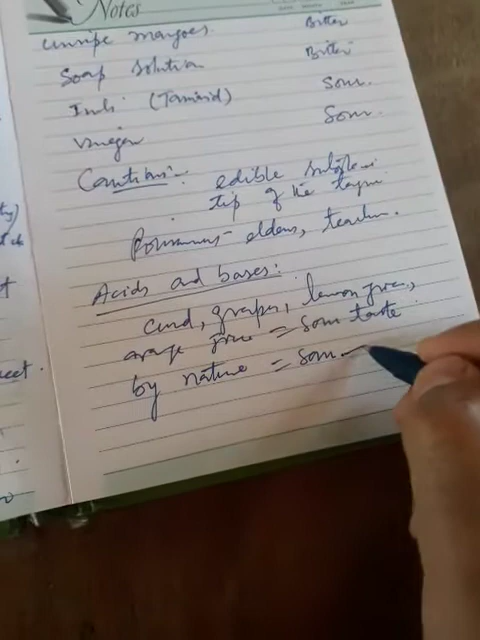 Notes
unripe mangoes. Bitter
Soap solution Bitter
Imli (Tamarind) Sour.
Vinegar Sour.
Caution:- edible
tip of the tongue
Poisonous - elders, teacher.
Acids and bases:
curd, grapes, lemon juice,
orange juice = sour taste
by nature = sour
eet.